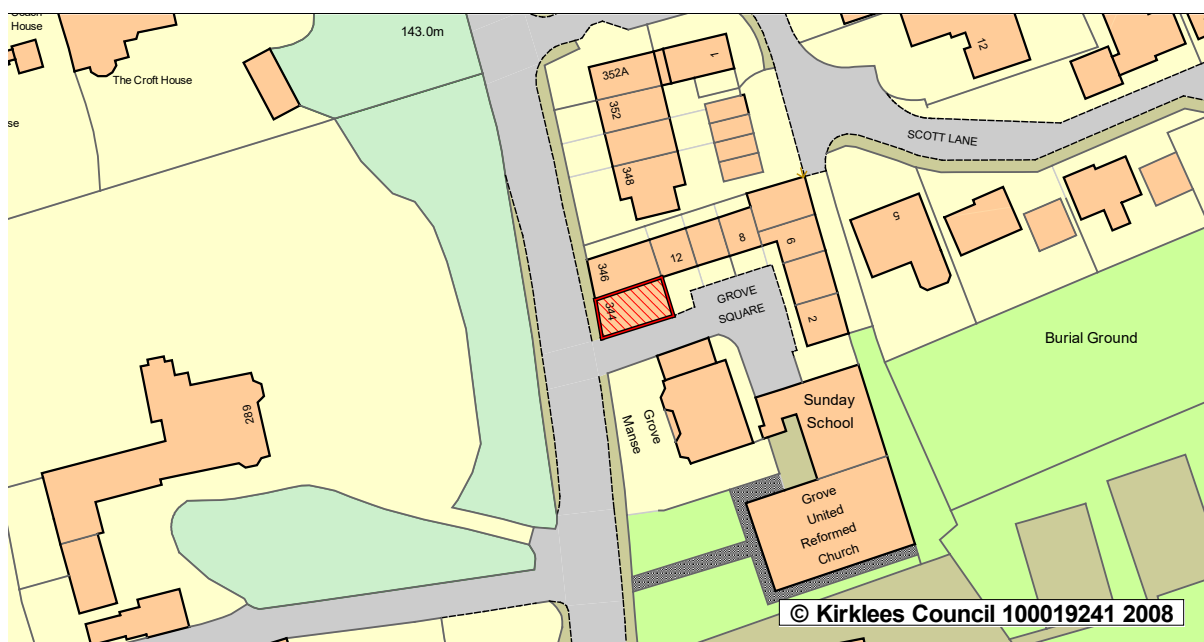 House
143.0m
The Croft House
se
352A
1
352
348
12
SCOTT LANE
346
12
8
6
5
344
GROVE
SQUARE
2
Burial Ground
289
Grove
Manse
Sunday
School
Grove
United
Reformed
Church
© Kirklees Council 100019241 2008